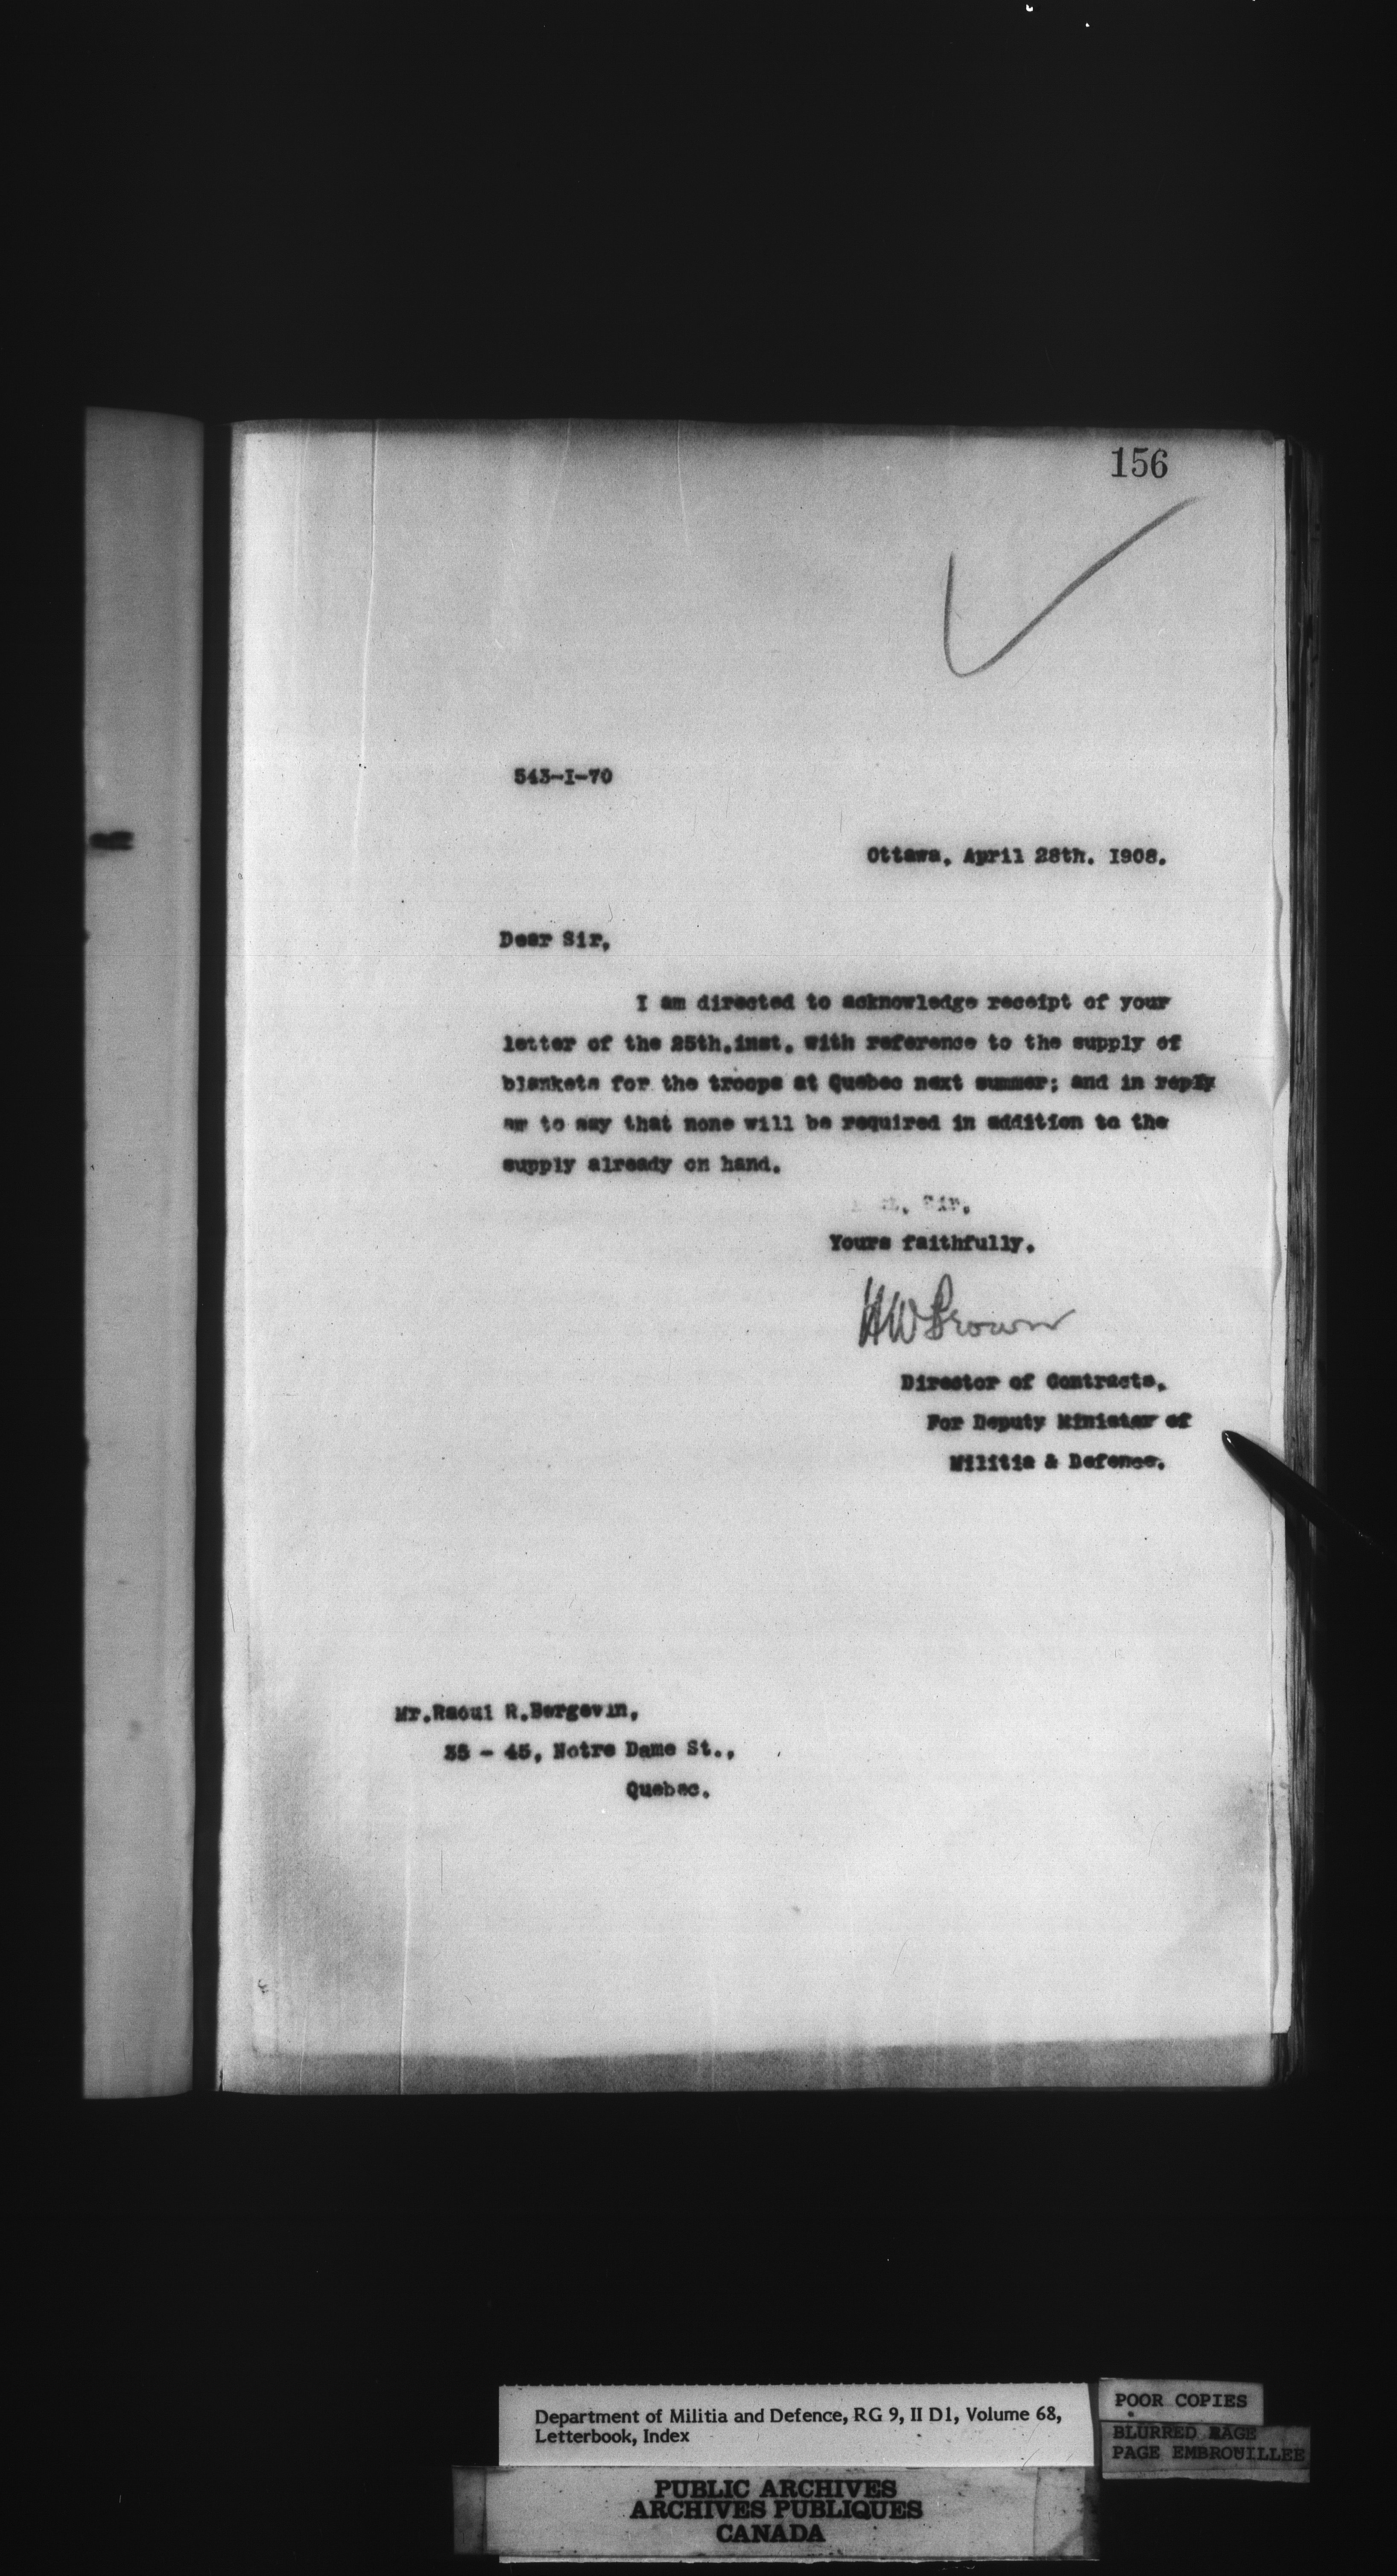 156
543-I-70
Ottawa, April 28th. 1908.
Dear Sir,
I am directed to acknowledge receipt of your
letter of the 25th.inst. with reference to the supply of
blankets for the troops at Quebec next summer; and in reply
am to say that none will be required in addition to the
supply already on hand.
Sir,
Yours faithfully.
HWBrown
Director of Contracts,
For Deputy Minister of
Militia & Defence.
Mr.Raoul R.Bergevin,
35 - 45, Notre Dame St.,
Quebec.
Department of Militia and Defence, RG 9, II D1, Volume 68,
Letterbook, Index
POOR COPIES
BLURRED PAGE
PAGE EMBROUILLEE
PUBLIC ARCHIVES
ARCHIVES PUBLIQUES
CANADA